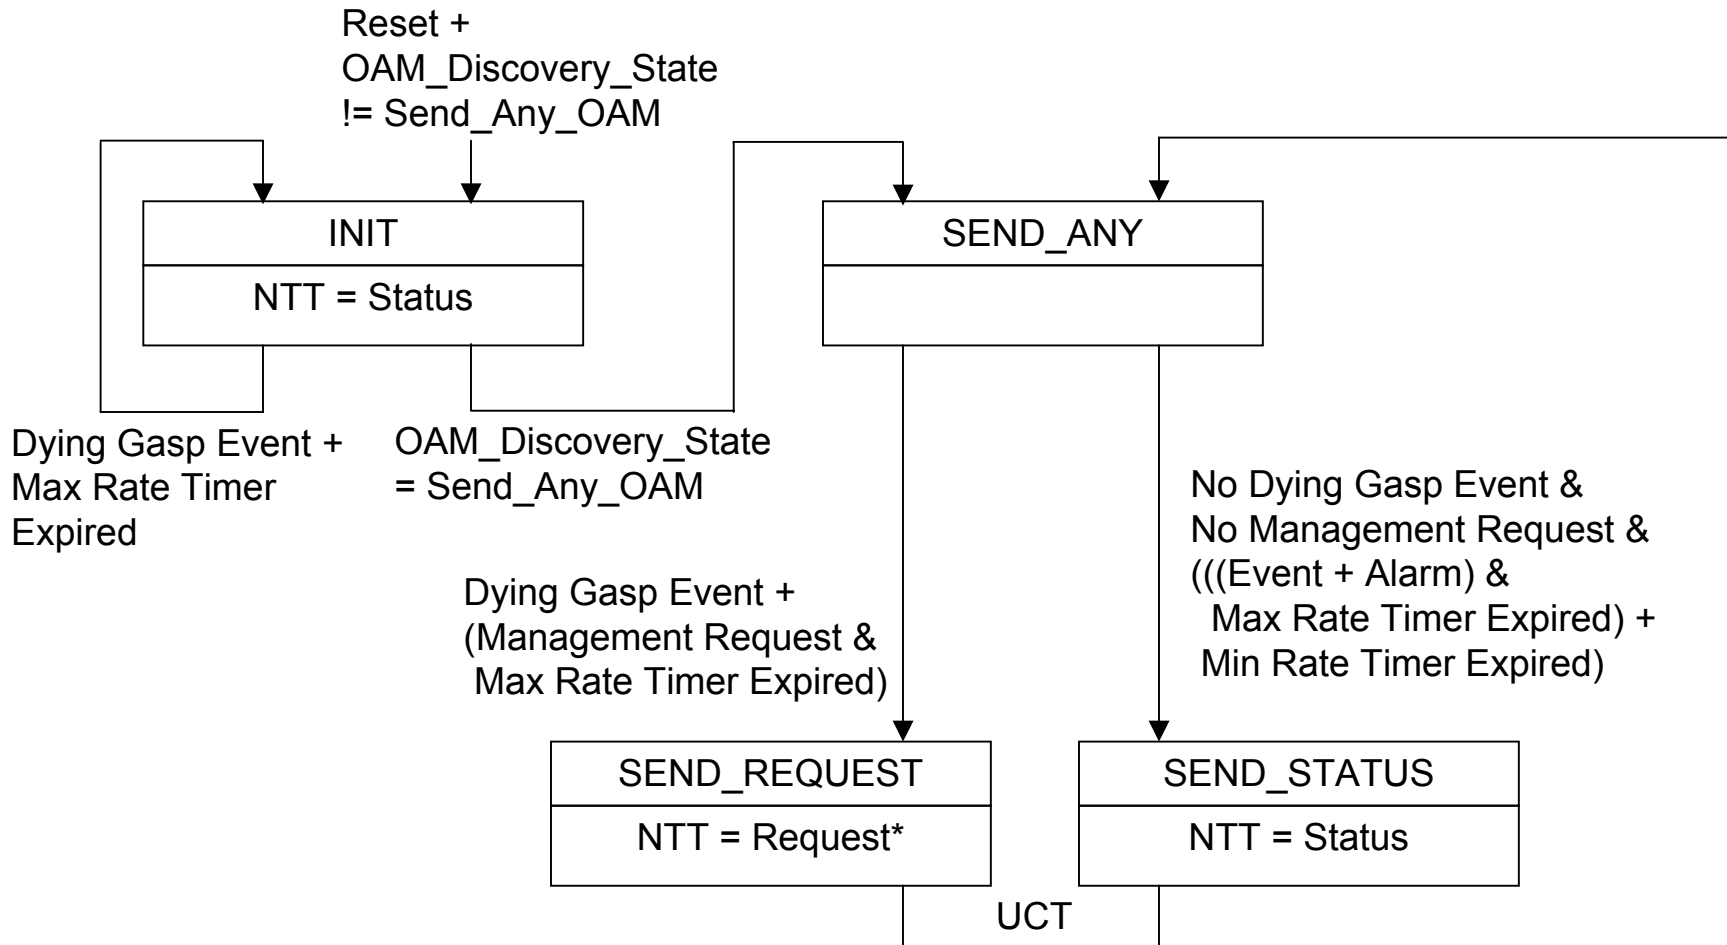 Reset +
OAM_Discovery_State
!= Send_Any_OAM
INIT
NTT = Status
SEND_ANY
Dying Gasp Event +
Max Rate Timer
Expired
OAM_Discovery_State
= Send_Any_OAM
No Dying Gasp Event &
No Management Request &
(((Event + Alarm) &
Max Rate Timer Expired) +
Min Rate Timer Expired)
Dying Gasp Event +
(Management Request &
Max Rate Timer Expired)
SEND_REQUEST
NTT = Request*
SEND_STATUS
NTT = Status
UCT